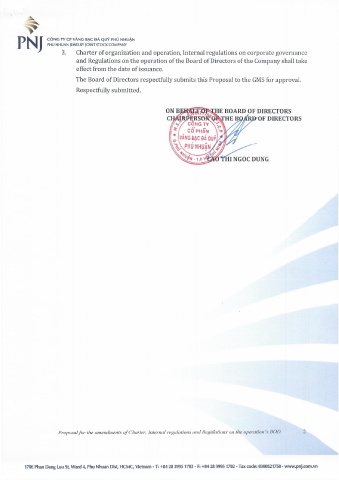 PNJ
CÔNG TY CP VÀNG BẠC ĐÁ QUÝ PHÚ NHUẬN
PHU NHUAN JEWELRY JOINT STOCK COMPANY
3. Charter of organization and operation, Internal regulations on corporate governance
and Regulations on the operation of the Board of Directors of the Company shall take
effect from the date of issuance.
The Board of Directors respectfully submits this Proposal to the GMS for approval.
Respectfully submitted.
ON BEHALF OF THE BOARD OF DIRECTORS
CHAIRPERSON OF THE BOARD OF DIRECTORS
CÔNG TY
CỔ PHẦN
VÀNG BẠC ĐÁ QUÝ
PHÚ NHUẬN
CAO THI NGOC DUNG
Proposal for the amendments of Charter, Internal regulations and Regulations on the operation's BOD 2
170E Phan Dang Luu St, Ward 4, Phu Nhuan Dist, HCMC, Vietnam - T: +84 28 3995 1703 - F: +84 28 3995 1702 - Tax code: 0300521758 - www.pnj.com.vn